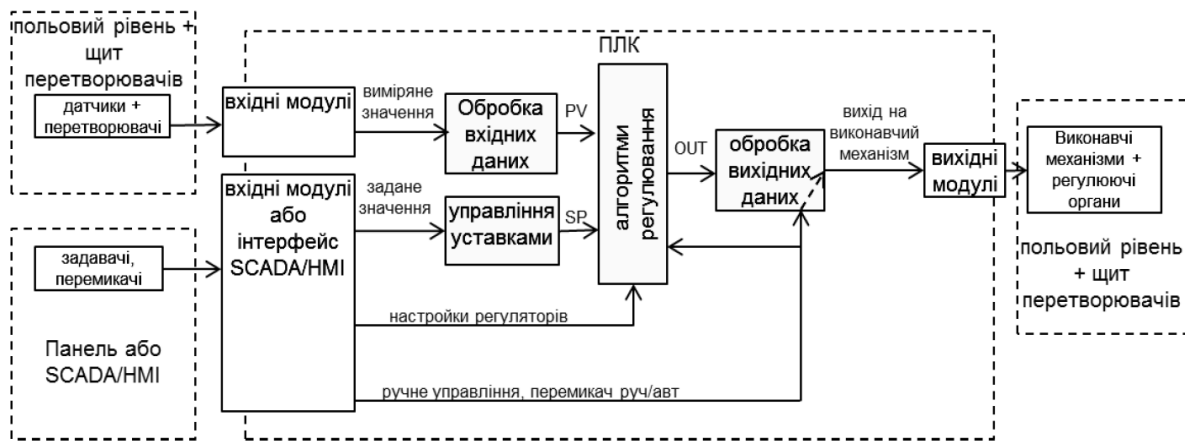 польовий рівень +
щит
перетворювачів
датчики +
перетворювачі
ПЛК
вхідні модулі
виміряне
значення
Обробка
вхідних
даних
PV
алгоритми
регулювання
OUT
обробка
вихідних
даних
вихід на
виконавчий
механізм
вихідні
модулі
Виконавчі
механізми +
регулюючі
органи
польовий рівень
+ щит
перетворювачів
задавачі,
перемикачі
Панель або
SCADA/HMI
вхідні модулі
або
інтерфейс
SCADA/HMI
задане
значення
управління
уставками
SP
настройки регуляторів
ручне управління, перемикач руч/авт